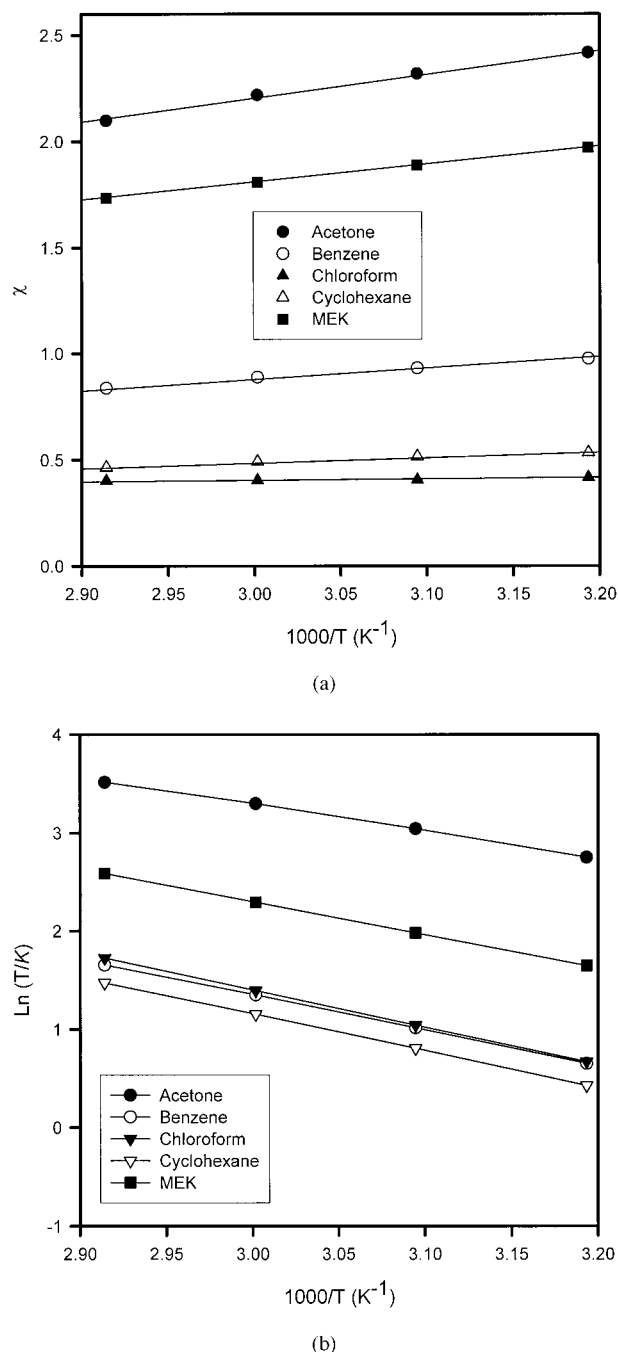 2.5
2.0
1.5
1.0
0.5
0.0
χ
Acetone
Benzene
Chloroform
Cyclohexane
MEK
2.90 2.95 3.00 3.05 3.10 3.15 3.20
1000/T (K⁻¹)
(a)
4
3
2
1
0
-1
Ln (T/K)
Acetone
Benzene
Chloroform
Cyclohexane
MEK
2.90 2.95 3.00 3.05 3.10 3.15 3.20
1000/T (K⁻¹)
(b)